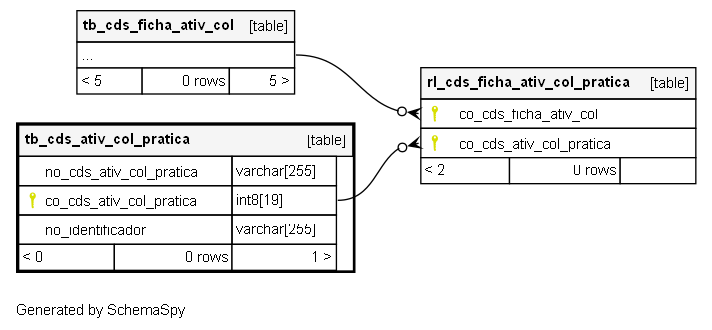 tb_cds_ficha_ativ_col [table]
...
< 5 0 rows 5 >
rl_cds_ficha_ativ_col_pratica [table]
co_cds_ficha_ativ_col
co_cds_ativ_col_pratica
< 2 0 rows
tb_cds_ativ_col_pratica [table]
no_cds_ativ_col_pratica varchar[255]
co_cds_ativ_col_pratica int8[19]
no_identificador varchar[255]
< 0 0 rows 1 >
Generated by SchemaSpy